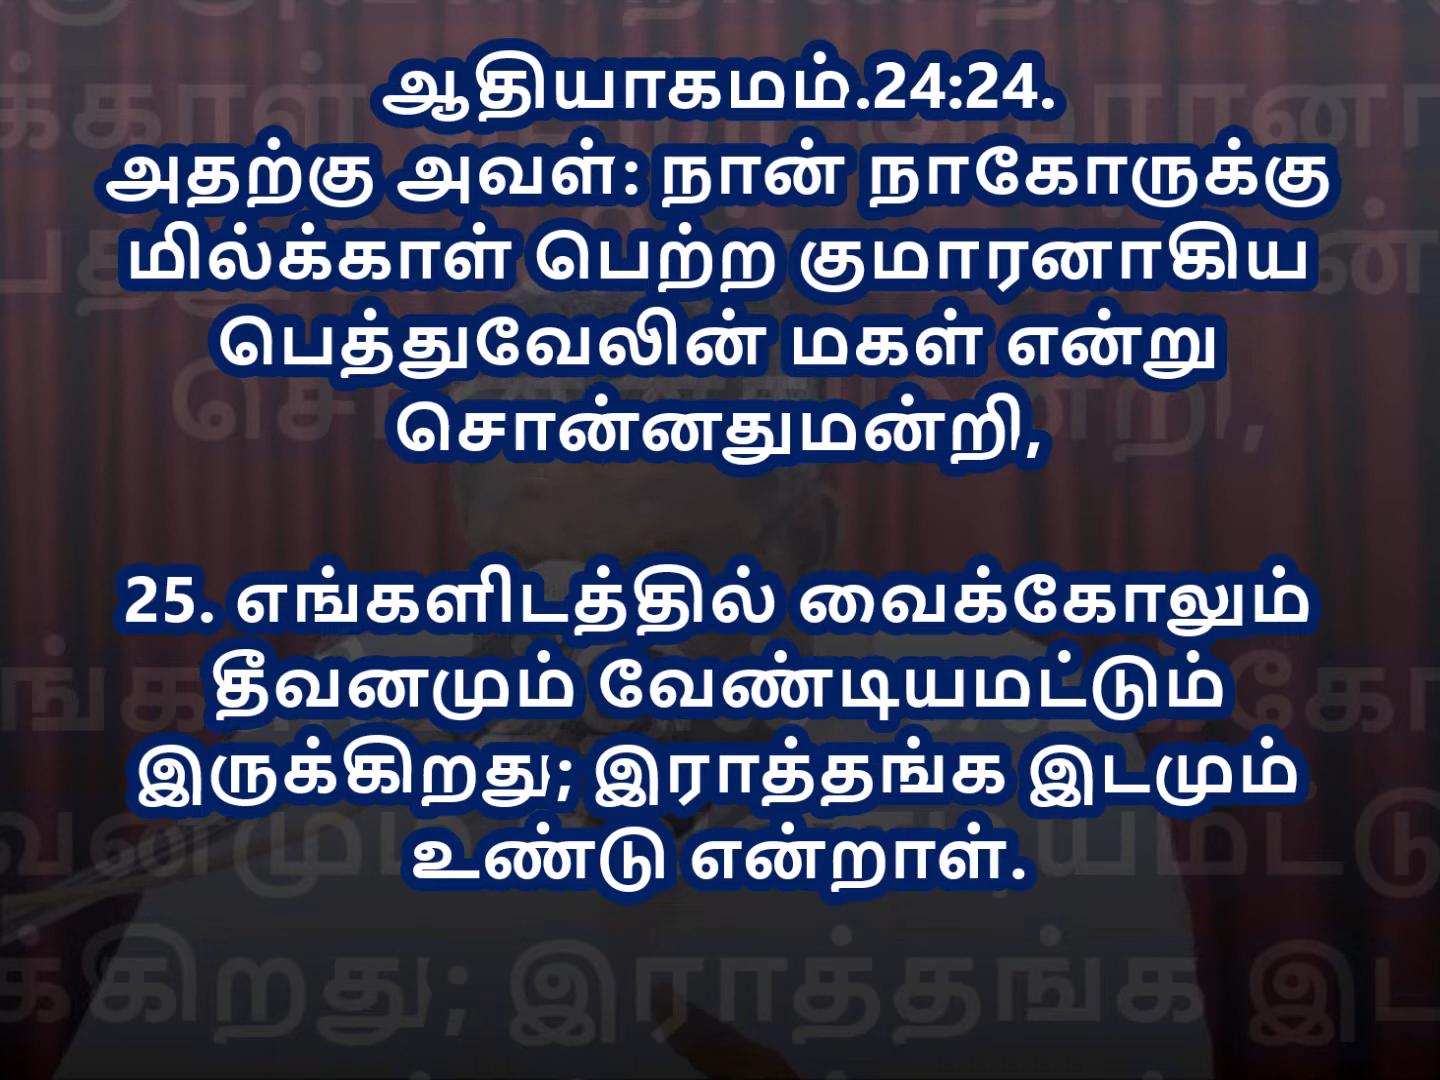 ஆதியாகமம்.24:24.
அதற்கு அவள்: நான் நாகோருக்கு
மில்க்காள் பெற்ற குமாரனாகிய
பெத்துவேலின் மகள் என்று
சொன்னதுமன்றி,
25. எங்களிடத்தில் வைக்கோலும்
தீவனமும் வேண்டியமட்டும்
இருக்கிறது; இராத்தங்க இடமும்
உண்டு என்றாள்.